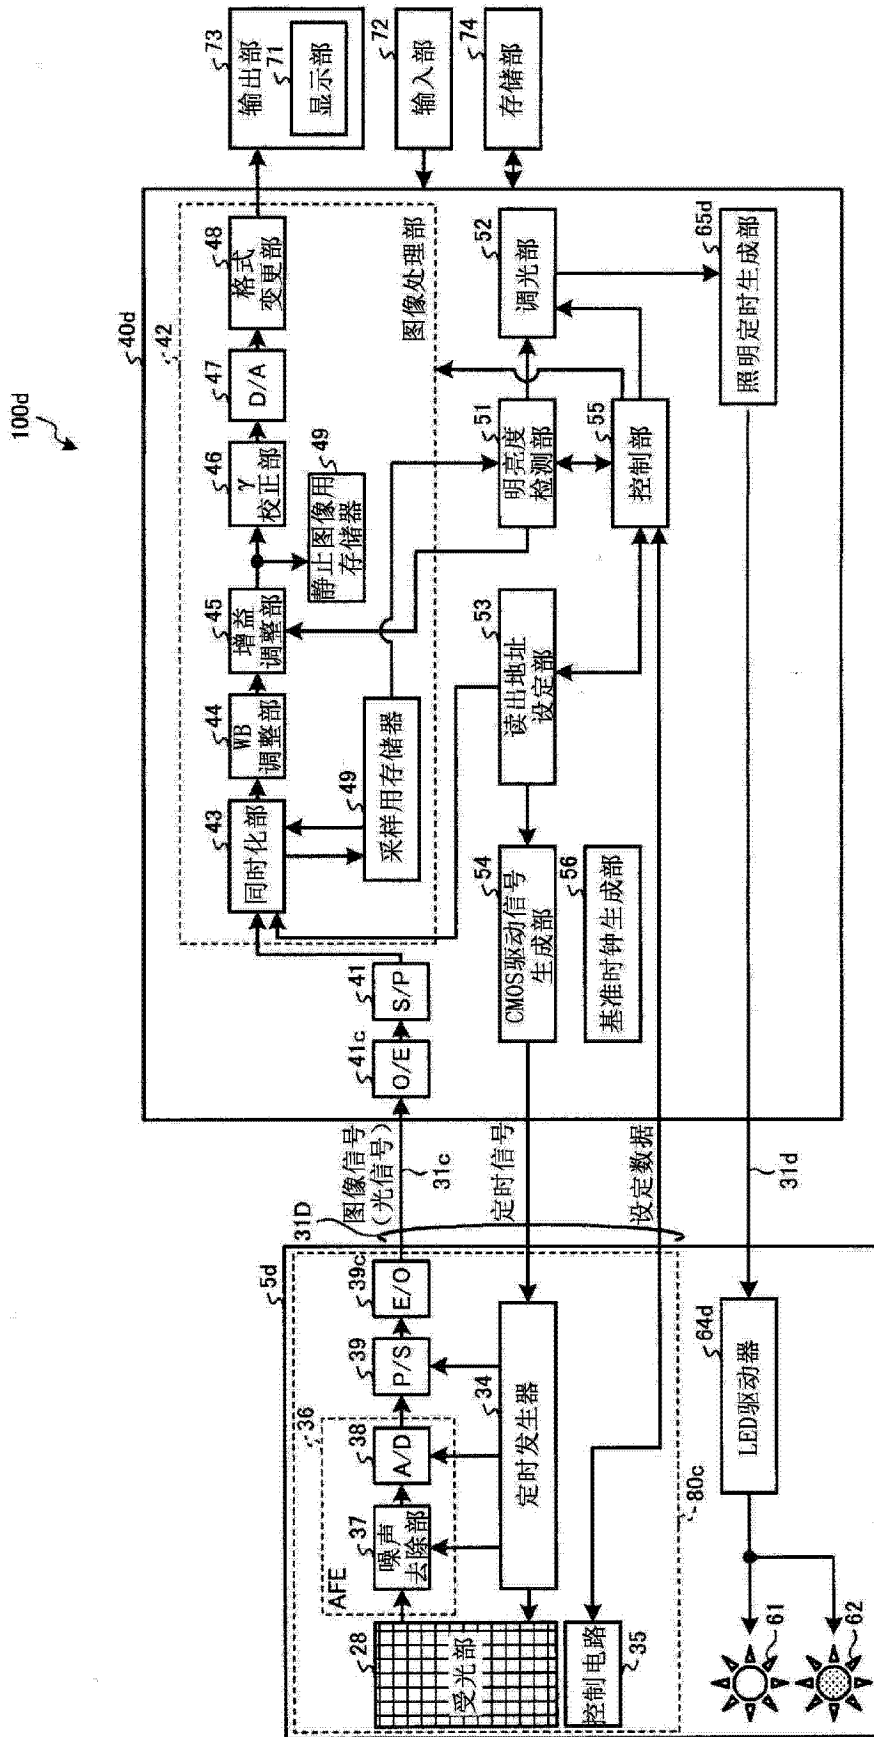 100d
40d
42
73
输出部
71
显示部
72
输入部
74
存储部
43
同时化部
44
WB
调整部
45
增益
调整部
46
γ
校正部
47
D/A
48
格式
变更部
49
静止图像用
存储器
49
采样用存储器
图像处理部
41c
O/E
41
S/P
51
明亮度
检测部
52
调光部
53
读出地址
设定部
54
CMOS驱动信号
生成部
55
控制部
56
基准时钟生成部
65d
照明定时生成部
31D
图像信号
(光信号)
31c
定时信号
设定数据
31d
5d
36
AFE
28
受光部
37
噪声
去除部
38
A/D
39
P/S
39c
E/O
34
定时发生器
控制电路
35
80c
64d
LED驱动器
61
62